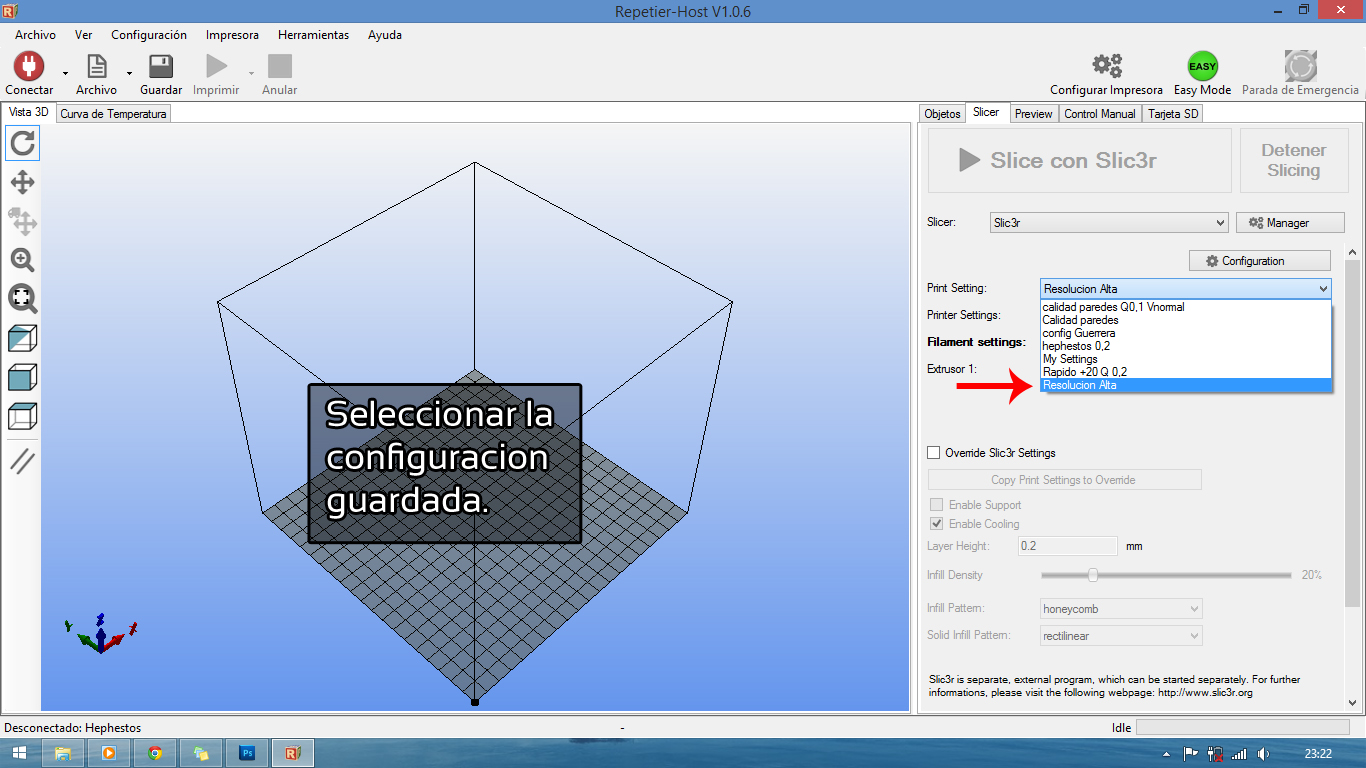 Repetier-Host V1.0.6
Archivo Ver Configuración Impresora Herramientas Ayuda
Conectar Archivo Guardar Imprimir Anular
EASY
Configurar Impresora Easy Mode Parada de Emergencia
Vista 3D Curva de Temperatura
Objetos Slicer Preview Control Manual Tarjeta SD
Slice con Slic3r
Detener
Slicing
Slicer: Slic3r Manager
Configuration
Print Setting: Resolucion Alta
calidad paredes Q0,1 Vnormal
Calidad paredes
config Guerrera
hephestos 0,2
My Settings
Rapido +20 Q 0,2
Resolucion Alta
Printer Settings:
Filament settings:
Extrusor 1:
Seleccionar la
configuracion
guardada.
Override Slic3r Settings
Copy Print Settings to Override
Enable Support
Enable Cooling
Layer Height: 0.2 mm
Infill Density 20%
Infill Pattern: honeycomb
Solid Infill Pattern: rectilinear
Slic3r is separate, external program, which can be started separately. For further
informations, please visit the following webpage: http://www.slic3r.org
Y Z X
Desconectado: Hephestos - Idle
Ps R 23:22